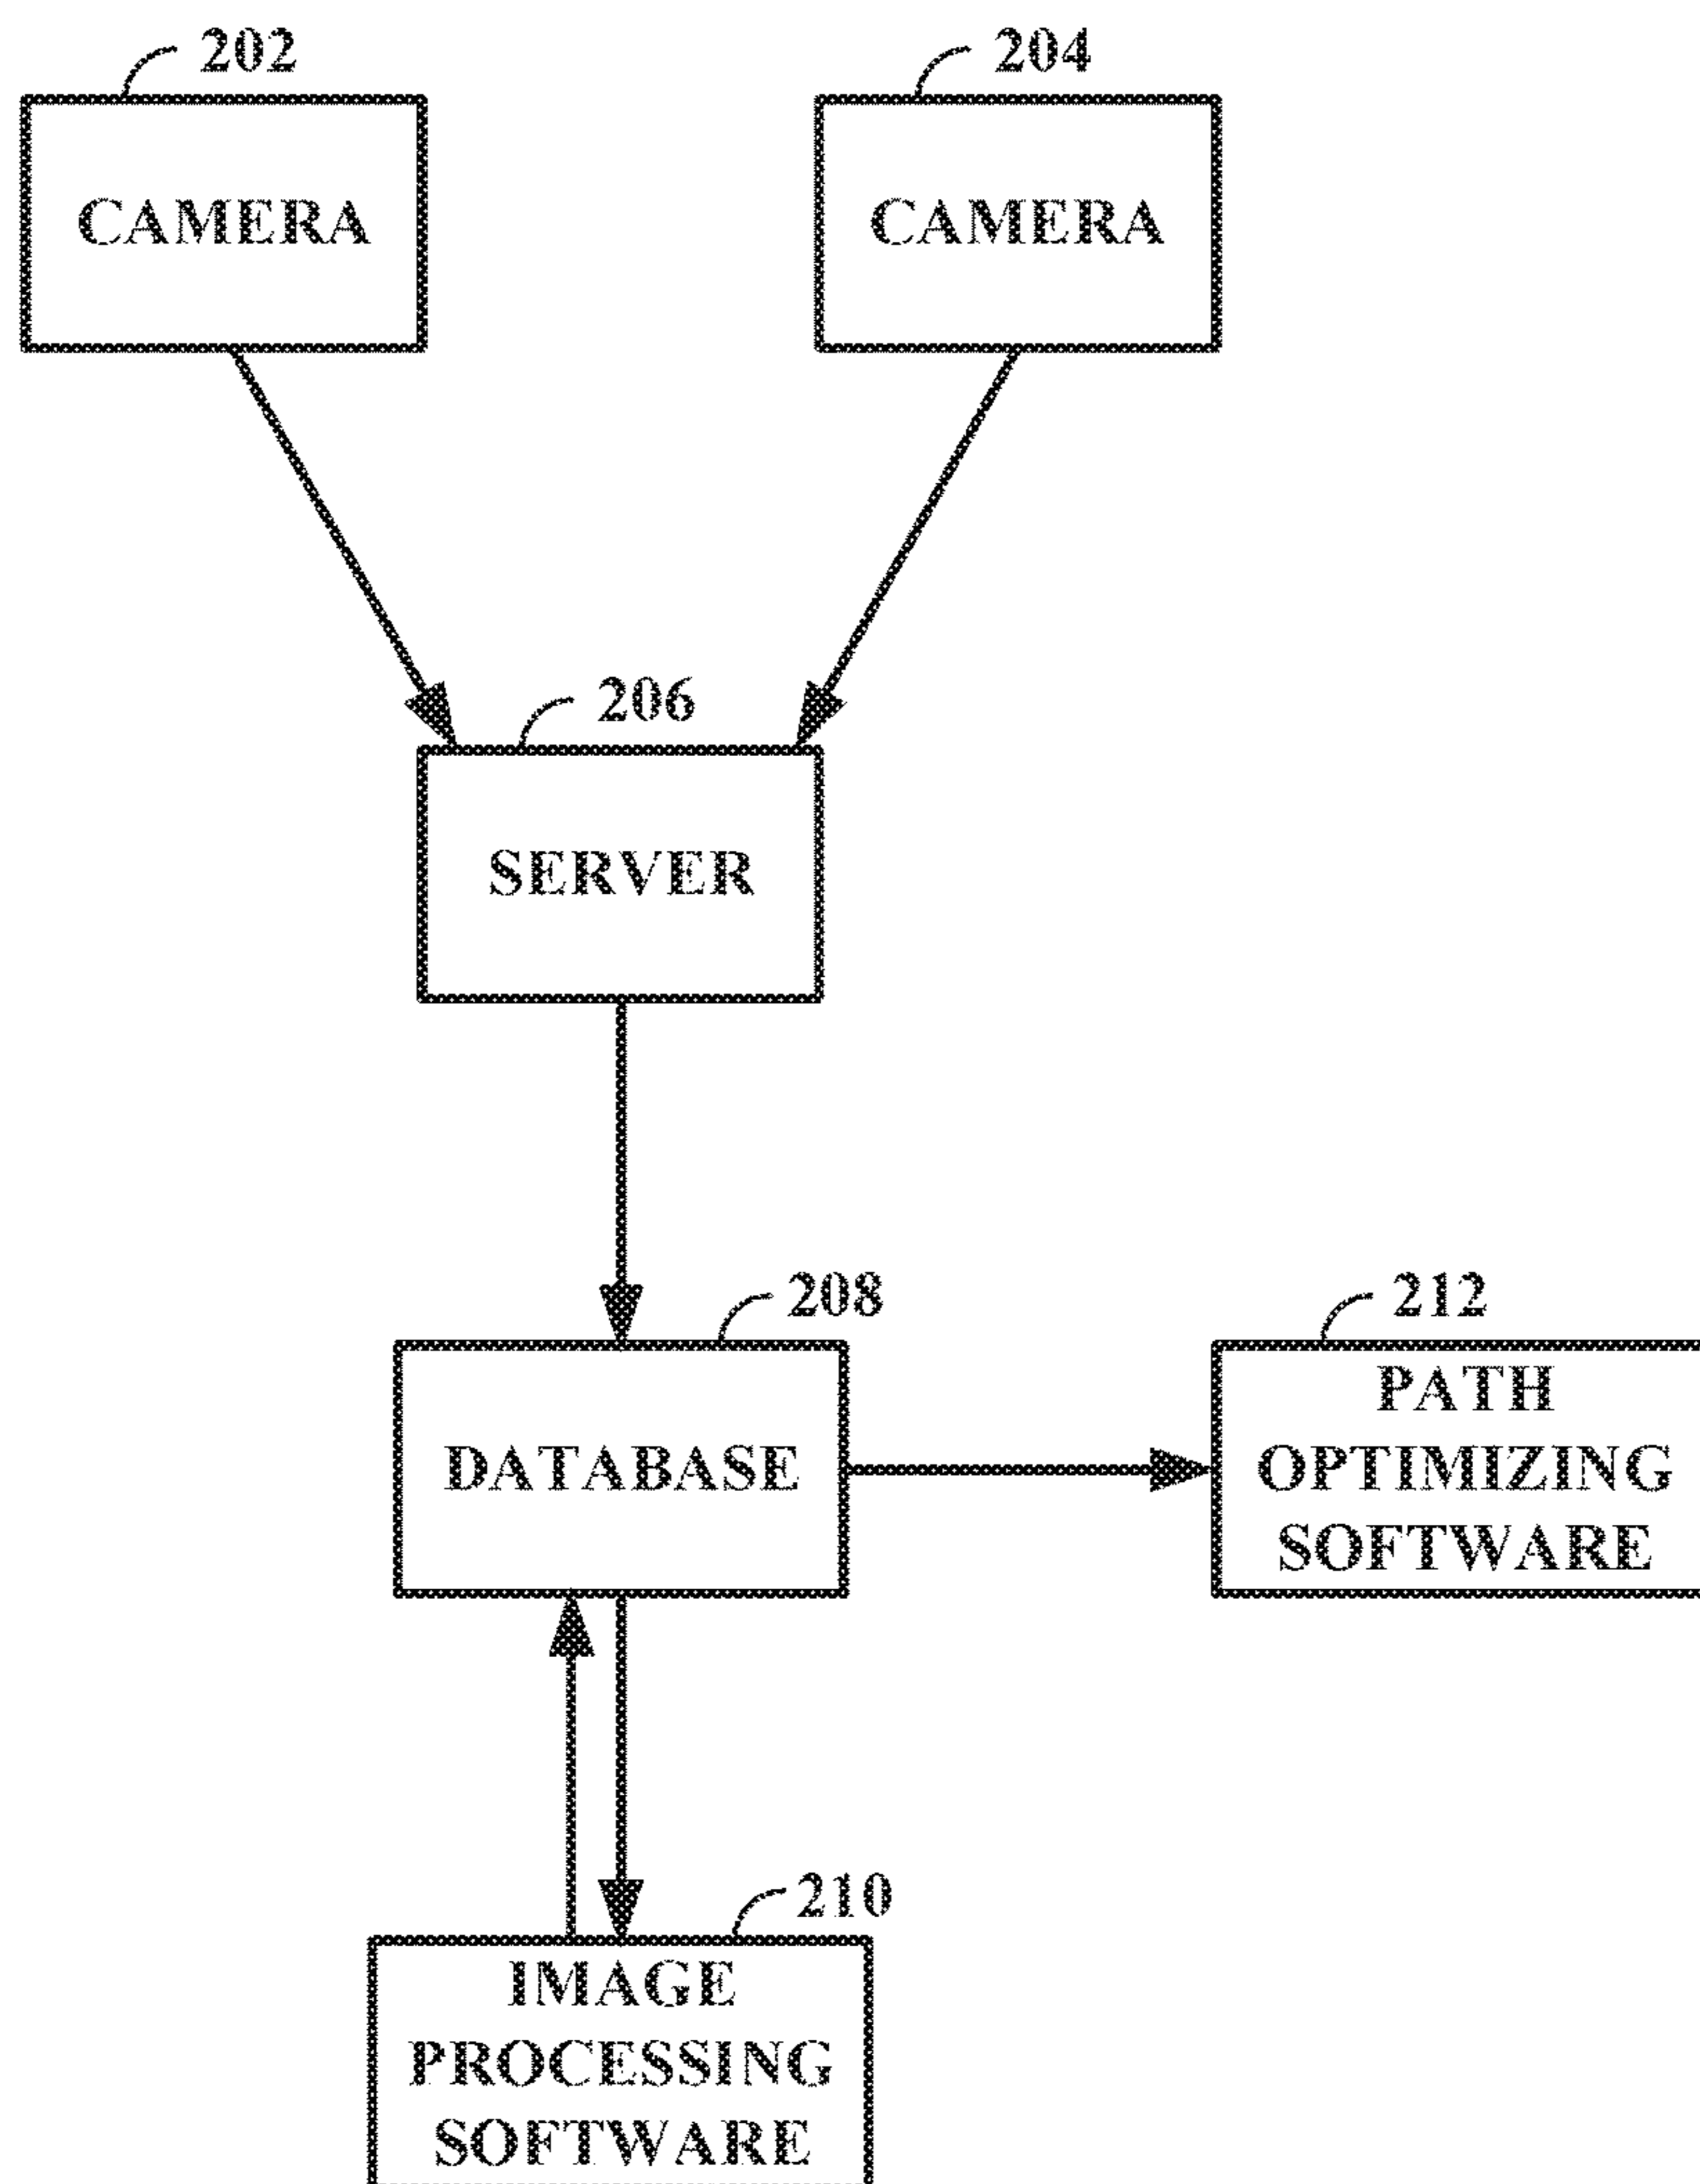 202
204
CAMERA
CAMERA
206
SERVER
208
212
DATABASE
PATH
OPTIMIZING
SOFTWARE
210
IMAGE
PROCESSING
SOFTWARE